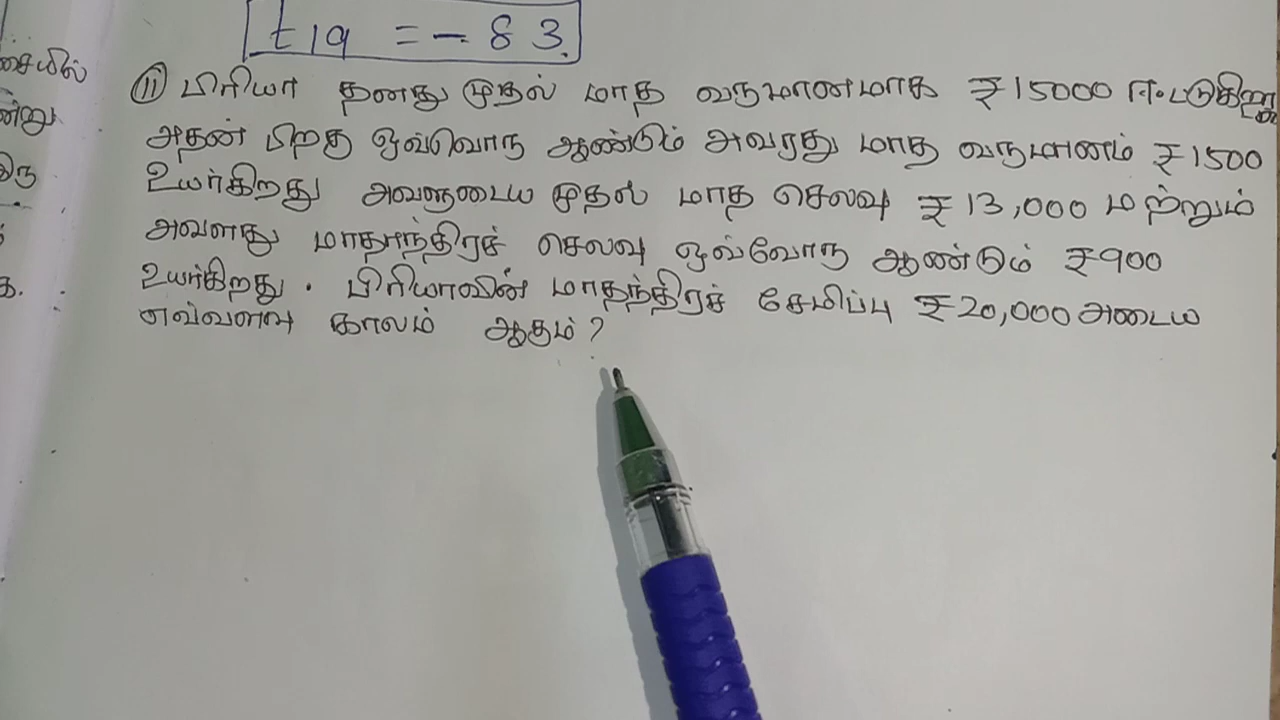 t19 = - 83.
11) பிரியா தனது முதல் மாத வருமானமாக ₹15000 ஈட்டுகிறாள்
அதன் பிறகு ஒவ்வொரு ஆண்டும் அவரது மாத வருமானம் ₹1500
உயர்கிறது அவளுடைய முதல் மாத செலவு ₹13,000 மற்றும்
அவளது மாதாந்திரச் செலவு ஒவ்வோரு ஆண்டும் ₹900
உயர்கிறது. பிரியாவின் மாதந்திரச் சேமிப்பு ₹20,000 அடைய
எவ்வளவு காலம் ஆகும்?